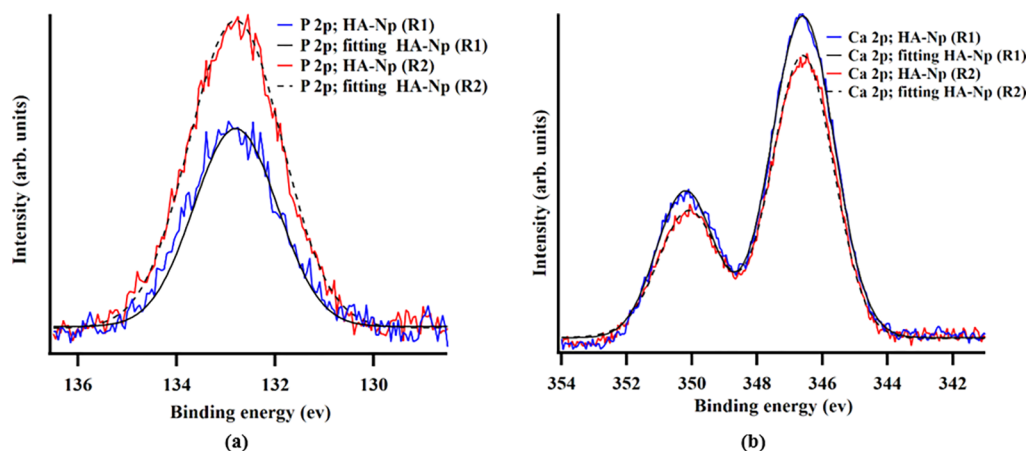 P 2p; HA-Np (R1)
P 2p; fitting HA-Np (R1)
P 2p; HA-Np (R2)
P 2p; fitting HA-Np (R2)
Intensity (arb. units)
136 134 132 130
Binding energy (ev)
(a)
Ca 2p; HA-Np (R1)
Ca 2p; fitting HA-Np (R1)
Ca 2p; HA-Np (R2)
Ca 2p; fitting HA-Np (R2)
Intensity (arb. units)
354 352 350 348 346 344 342
Binding energy (ev)
(b)